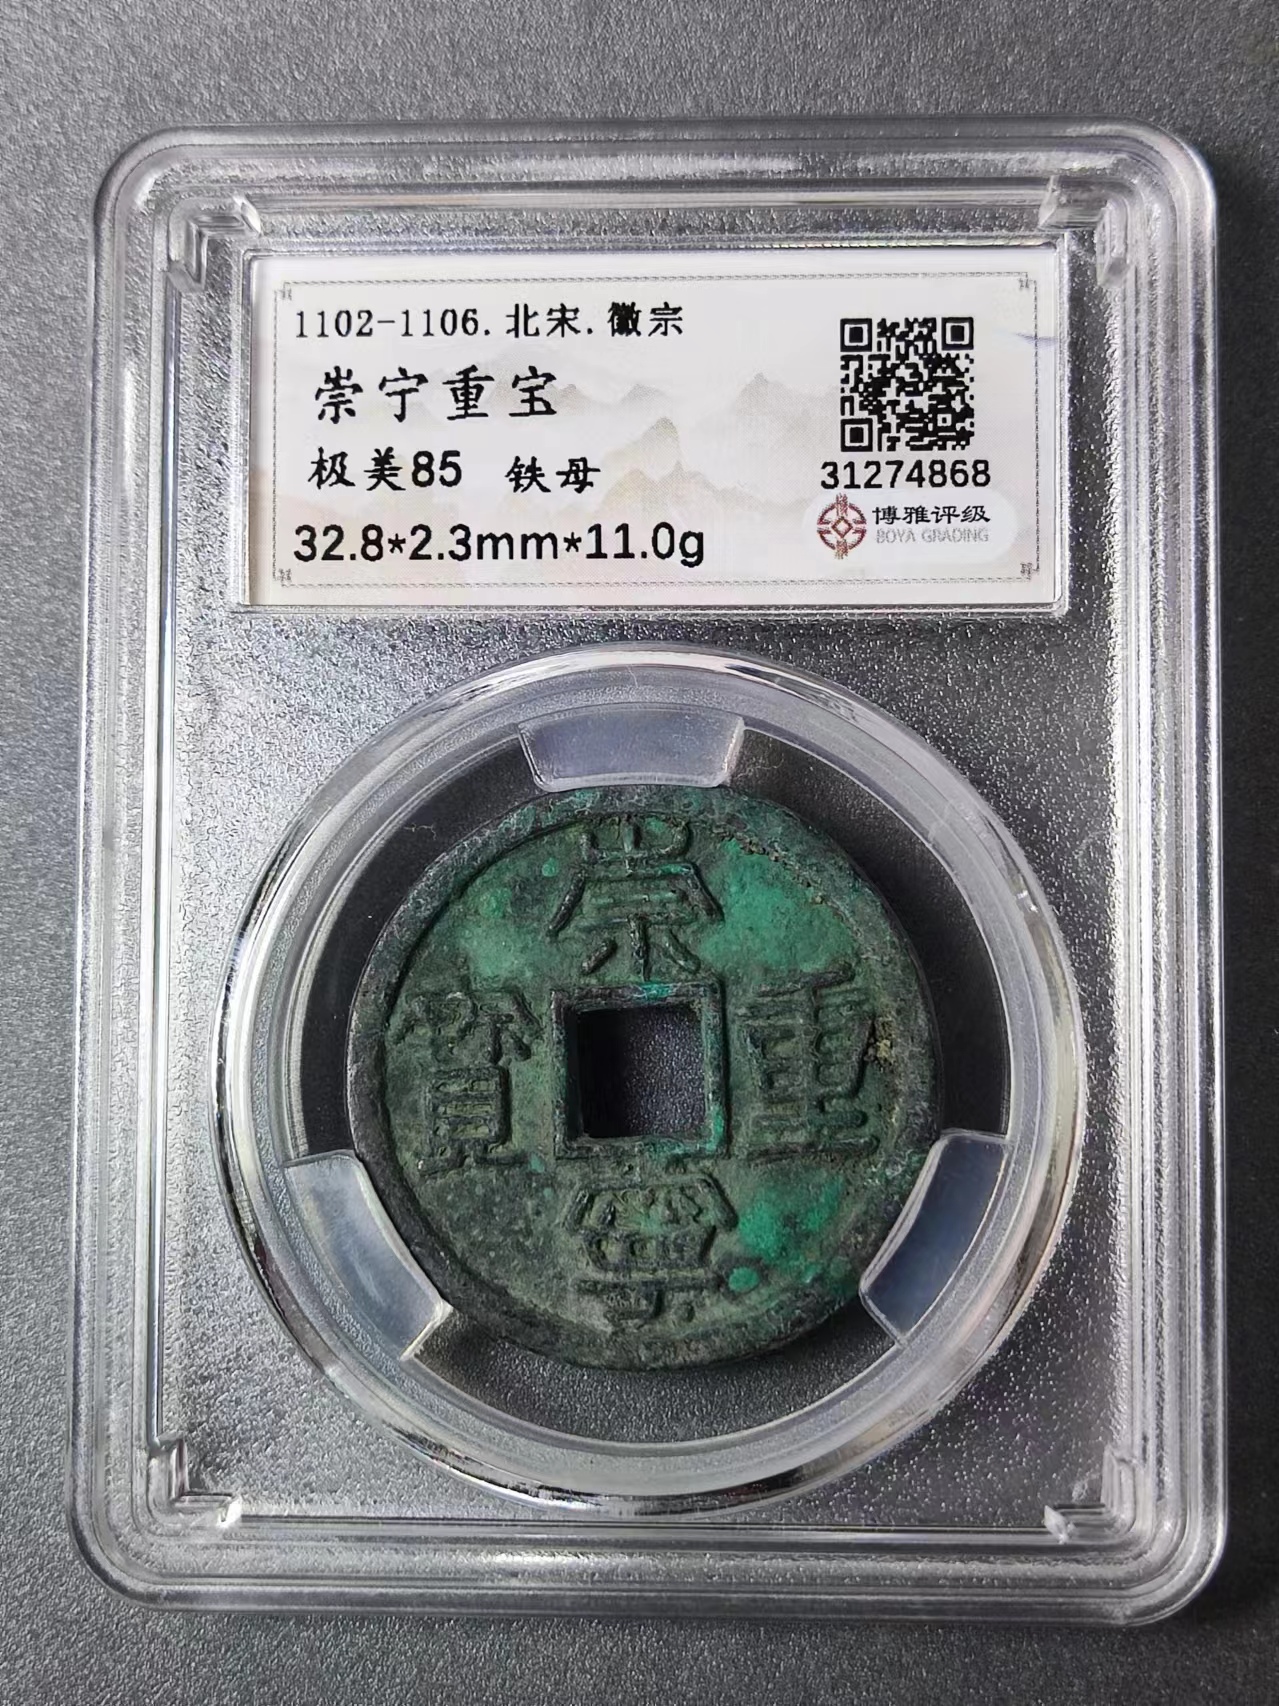 1102-1106.北宋.徽宗
崇宁重宝
极美85 铁母
32.8*2.3mm*11.0g
31274868
博雅评级
BOYA GRADING
崇
寶 重
寧